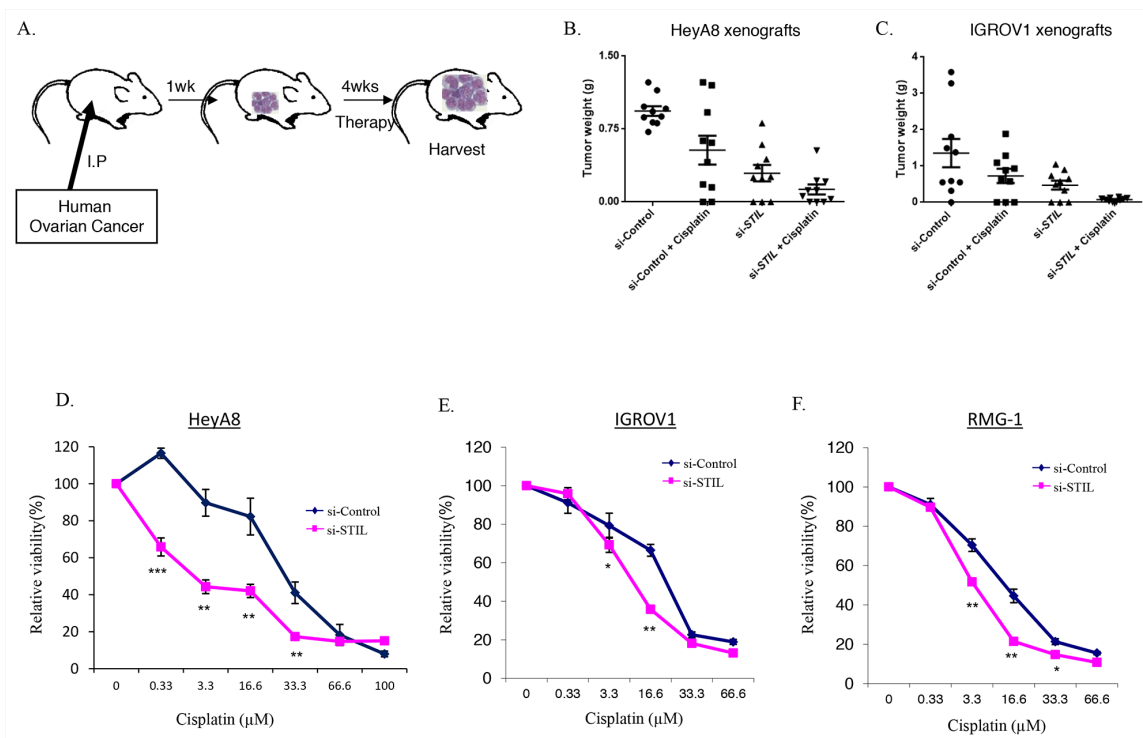 A.
1wk
4wks
Therapy
Harvest
I.P
Human
Ovarian Cancer
B.
HeyA8 xenografts
Tumor weight (g)
1.50
0.75
0.00
si-Control
si-Control + Cisplatin
si-STIL
si-STIL + Cisplatin
C.
IGROV1 xenografts
Tumor weight (g)
4
3
2
1
0
si-Control
si-Control + Cisplatin
si-STIL
si-STIL + Cisplatin
D.
HeyA8
Relative viability(%)
120
100
80
60
40
20
0
si-Control
si-STIL
***
**
**
**
0 0.33 3.3 16.6 33.3 66.6 100
Cisplatin (µM)
E.
IGROV1
Relative viability(%)
120
100
80
60
40
20
0
si-Control
si-STIL
*
**
0 0.33 3.3 16.6 33.3 66.6
Cisplatin (µM)
F.
RMG-1
Relative viability(%)
120
100
80
60
40
20
0
si-Control
si-STIL
**
**
*
0 0.33 3.3 16.6 33.3 66.6
Cisplatin (µM)